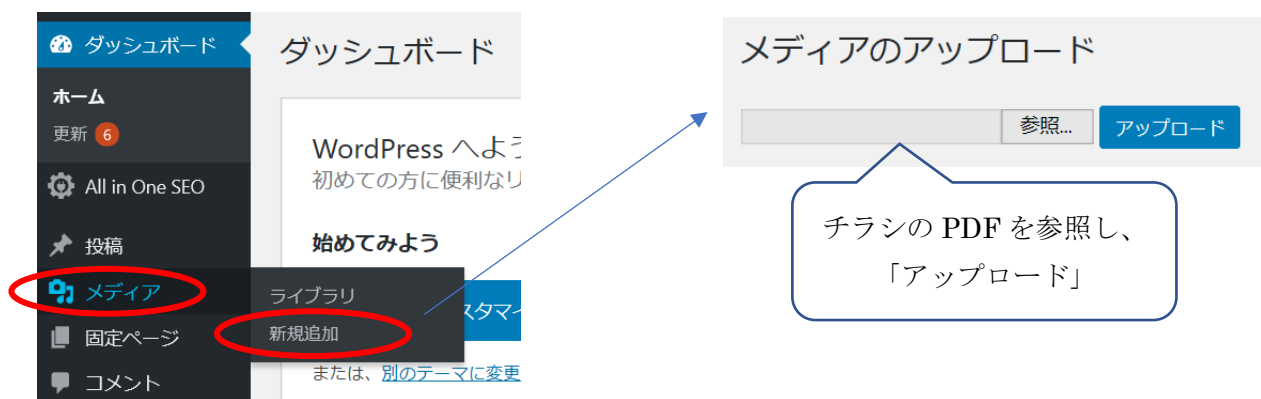 ダッシュボード
ホーム
更新 6
All in One SEO
投稿
メディア
固定ページ
コメント
ダッシュボード
WordPress へよう
初めての方に便利なリ
始めてみよう
スタマイ
または、別のテーマに変更
ライブラリ
新規追加
メディアのアップロード
参照...
アップロード
チラシの PDF を参照し、
「アップロード」